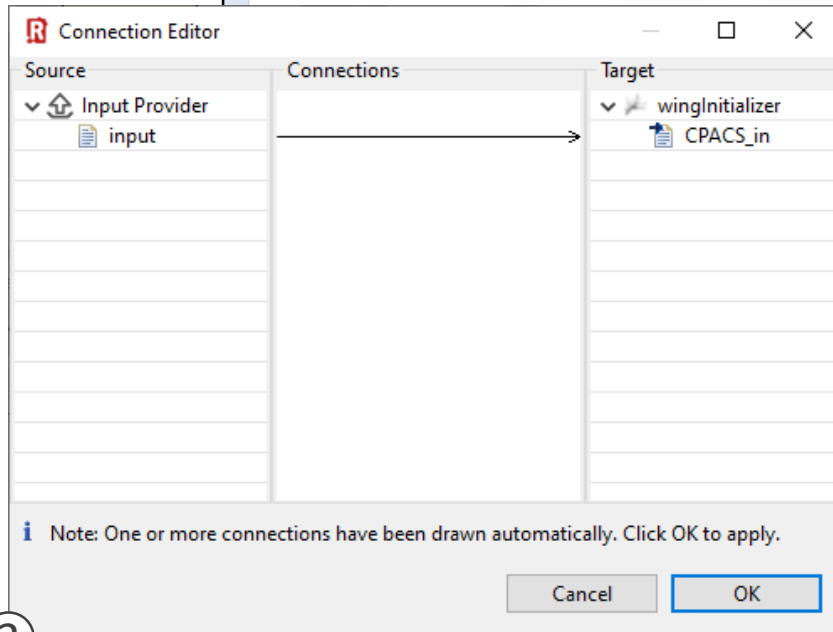 Connection Editor
Source Connections Target
Input Provider wingInitializer
input CPACS_in
Note: One or more connections have been drawn automatically. Click OK to apply.
Cancel OK